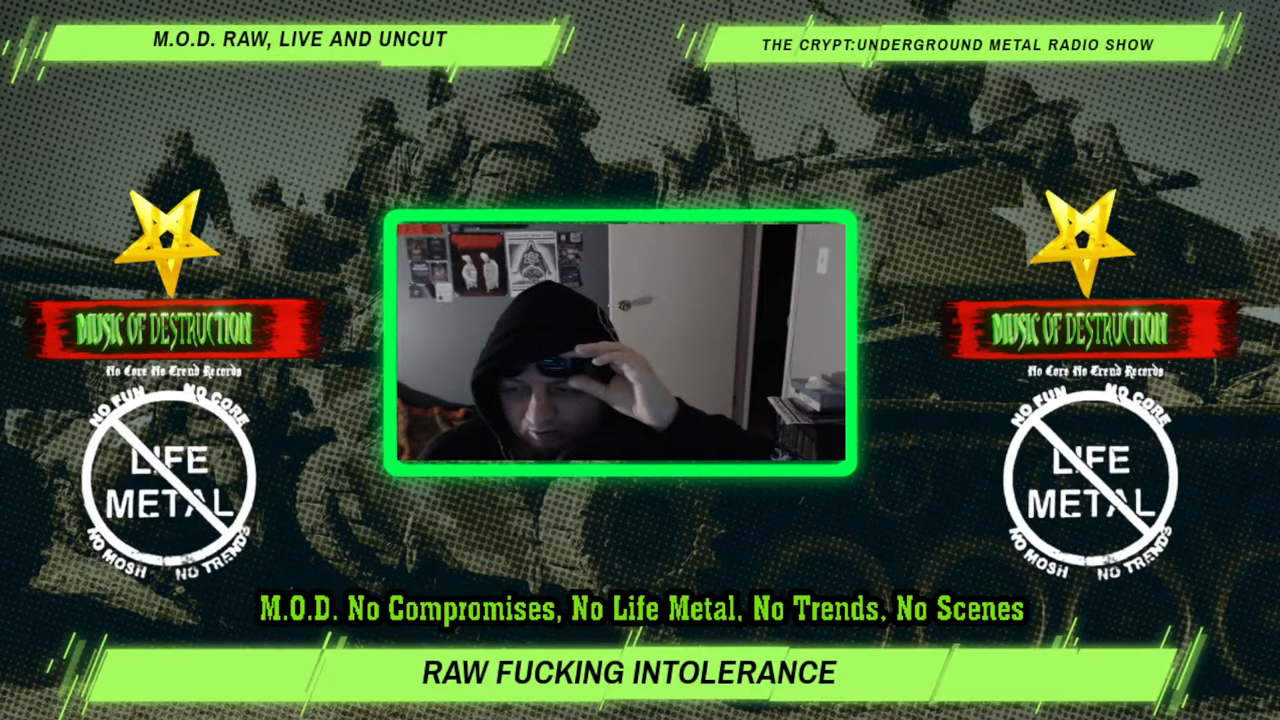 M.O.D. RAW, LIVE AND UNCUT
THE CRYPT:UNDERGROUND METAL RADIO SHOW
MUSIC OF DESTRUCTION
No Core No Trend Records
NO FUN NO CORE
LIFE
METAL
NO MOSH NO TRENDS
MUSIC OF DESTRUCTION
No Core No Trend Records
NO FUN NO CORE
LIFE
METAL
NO MOSH NO TRENDS
M.O.D. No Compromises, No Life Metal, No Trends, No Scenes
RAW FUCKING INTOLERANCE